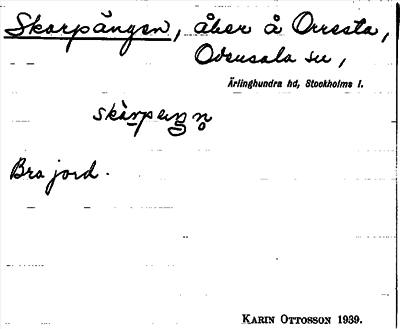 Skarpängen, åker å Orresta,
Odensala sn,
Ärlinghundra hd, Stockholms l.
Bra jord.
KARIN OTTOSSON 1939.